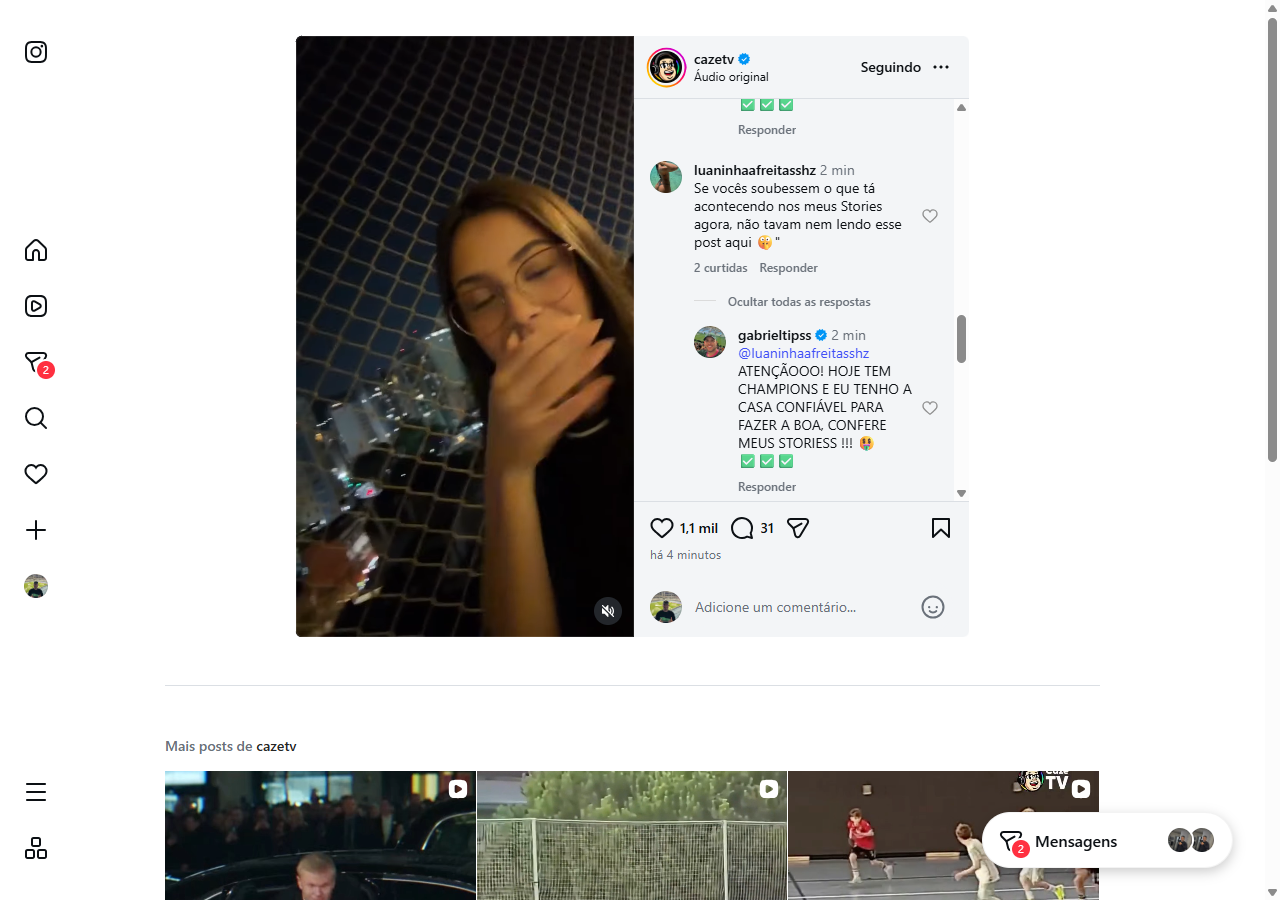 cazetv
Áudio original
Seguindo
✅ ✅ ✅
Responder
luaninhaafreitasshz 2 min
Se vocês soubessem o que tá
acontecendo nos meus Stories
agora, não tavam nem lendo esse
post aqui 🫣"
2 curtidas Responder
Ocultar todas as respostas
gabrieltipss 2 min
@luaninhaafreitasshz
ATENÇÃOOO! HOJE TEM
CHAMPIONS E EU TENHO A
CASA CONFIÁVEL PARA
FAZER A BOA, CONFERE
MEUS STORIESS !!! 🤑
✅ ✅ ✅
Responder
1,1 mil 31
há 4 minutos
Adicione um comentário...
2
Mais posts de cazetv
Cazé
TV
2
Mensagens